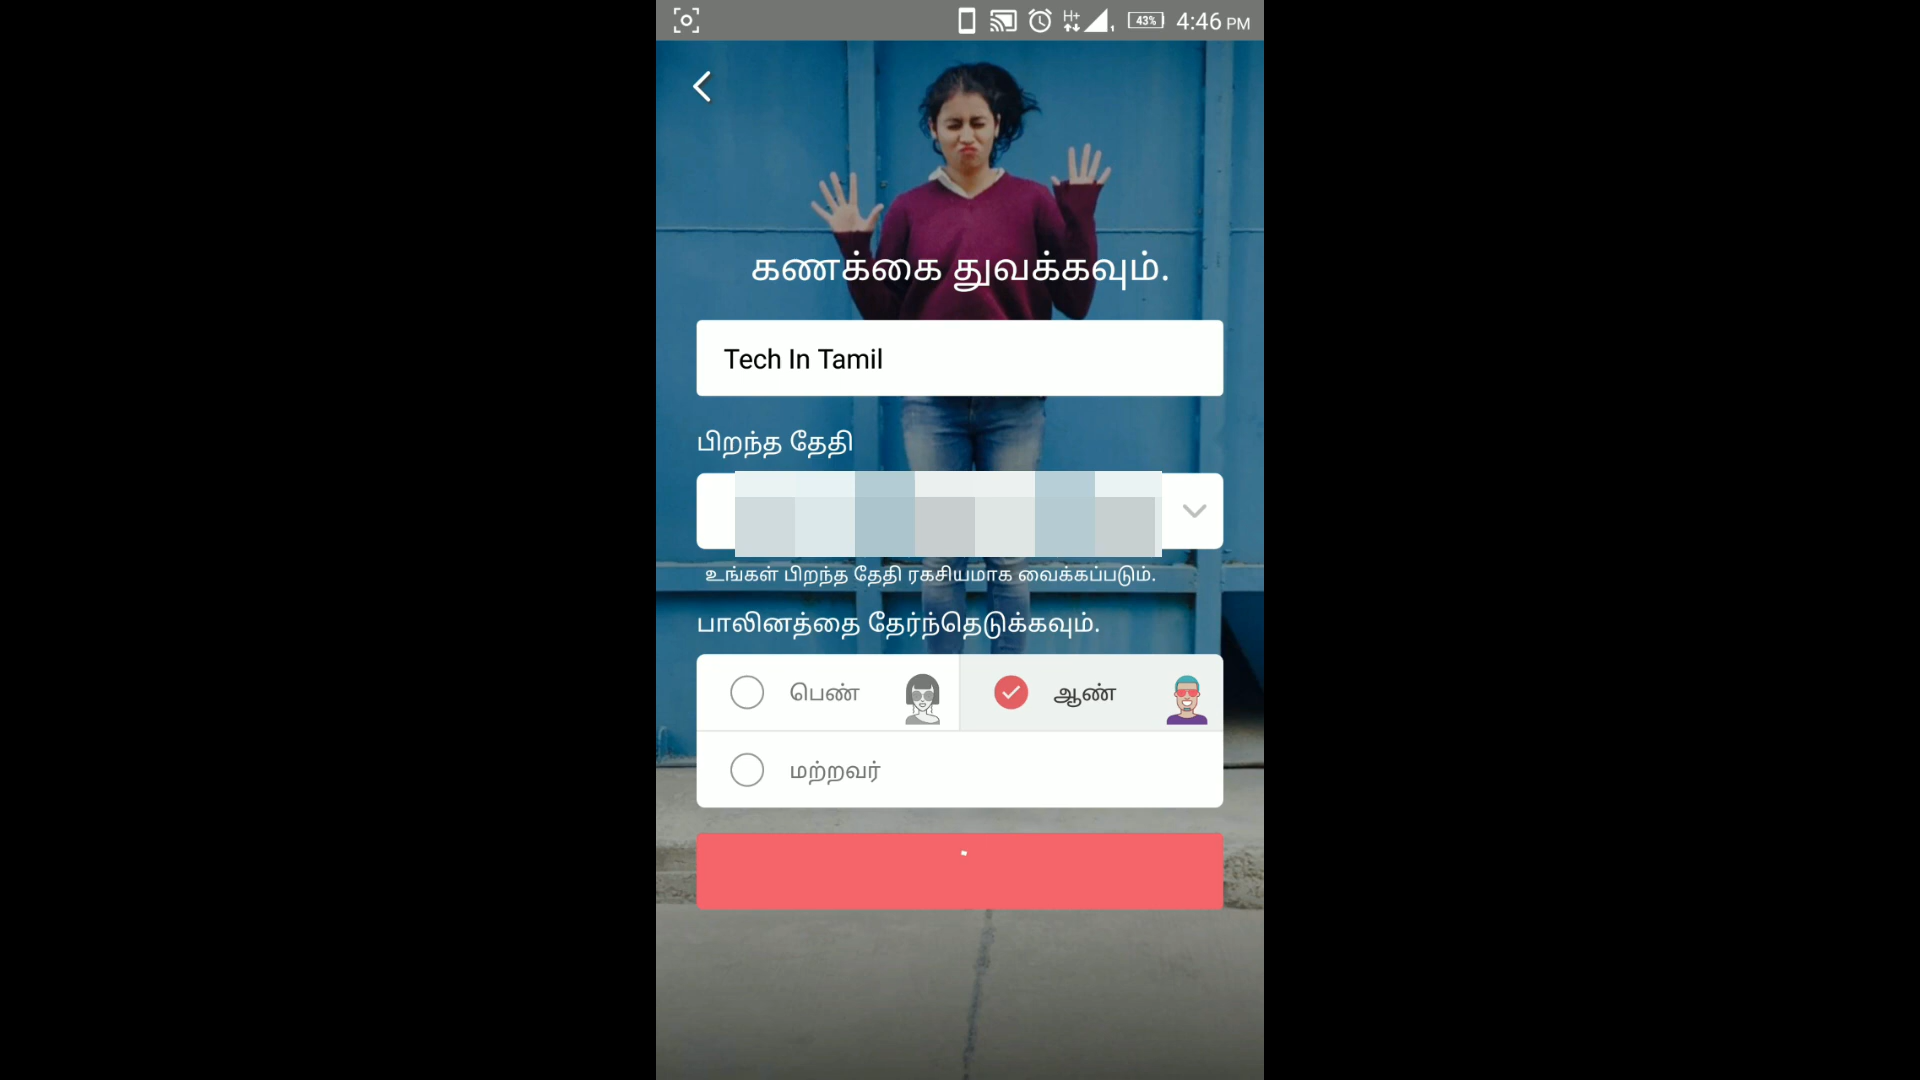 H+ 43% 4:46 PM
கணக்கை துவக்கவும்.
Tech In Tamil
பிறந்த தேதி
உங்கள் பிறந்த தேதி ரகசியமாக வைக்கப்படும்.
பாலினத்தை தேர்ந்தெடுக்கவும்.
பெண் ஆண்
மற்றவர்